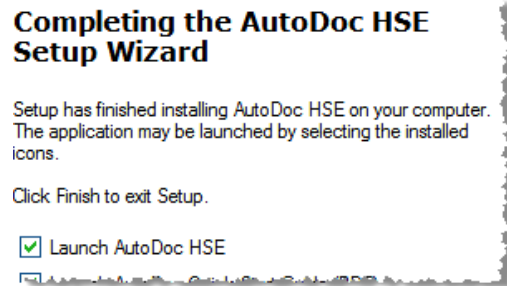 Completing the AutoDoc HSE
Setup Wizard
Setup has finished installing AutoDoc HSE on your computer.
The application may be launched by selecting the installed
icons.
Click Finish to exit Setup.
Launch AutoDoc HSE